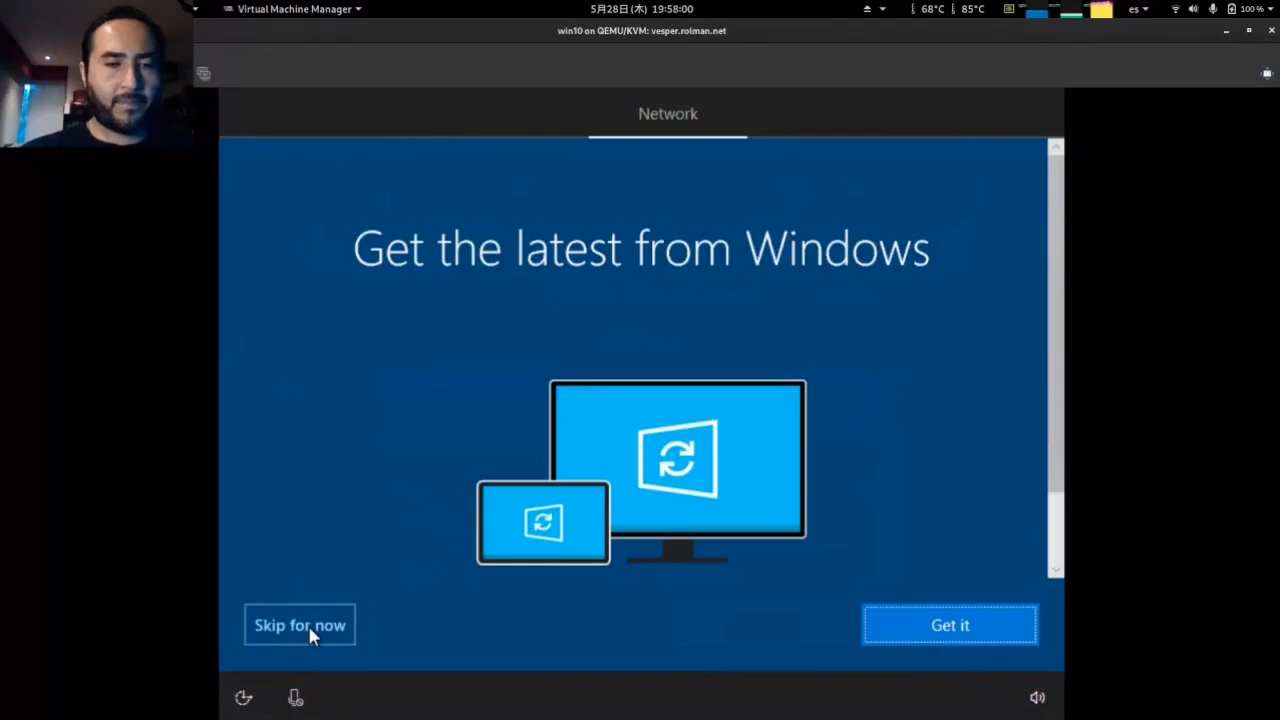 Virtual Machine Manager
5月28日(木) 19:58:00
68°C
85°C
es
100 %
win10 on QEMU/KVM: vesper.rolman.net
Network
Get the latest from Windows
Skip for now
Get it